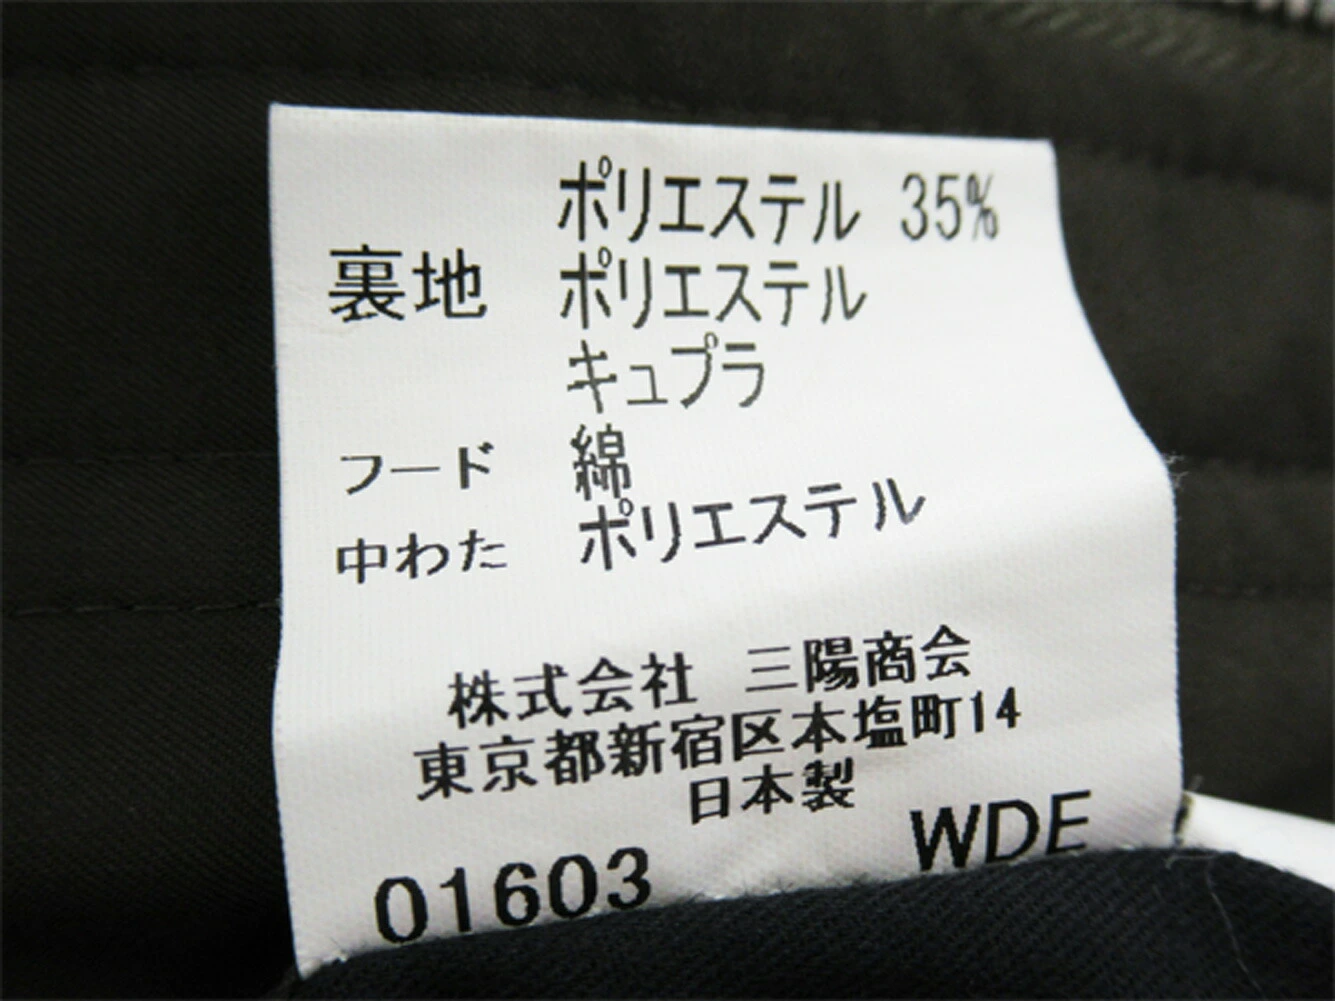 ポリエステル 35%
裏地 ポリエステル
キュプラ
フード 綿
中わた ポリエステル
株式会社 三陽商会
東京都新宿区本塩町14
日本製
01603 WDE